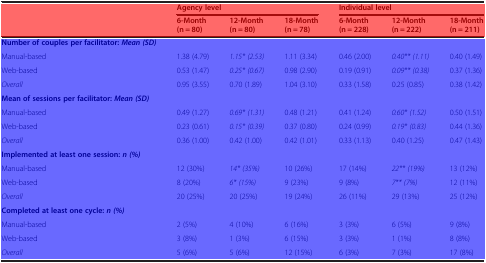 Agency level Individual level
6-Month 12-Month 18-Month 6-Month 12-Month 18-Month
(n = 80) (n = 80) (n = 78) (n = 228) (n = 222) (n = 211)
Number of couples per facilitator: Mean (SD)
Manual-based 1.38 (4.79) 1.15* (2.53) 1.11 (3.34) 0.46 (2.00) 0.40** (1.11) 0.40 (1.49)
Web-based 0.53 (1.47) 0.25* (0.67) 0.98 (2.90) 0.19 (0.91) 0.09** (0.38) 0.37 (1.36)
Overall 0.95 (3.55) 0.70 (1.89) 1.04 (3.10) 0.33 (1.58) 0.25 (0.85) 0.38 (1.42)
Mean of sessions per facilitator: Mean (SD)
Manual-based 0.49 (1.27) 0.69* (1.31) 0.48 (1.21) 0.41 (1.24) 0.60* (1.52) 0.50 (1.51)
Web-based 0.23 (0.61) 0.15* (0.39) 0.37 (0.80) 0.24 (0.99) 0.19* (0.83) 0.44 (1.36)
Overall 0.36 (1.00) 0.42 (1.00) 0.42 (1.01) 0.33 (1.13) 0.40 (1.25) 0.47 (1.43)
Implemented at least one session: n (%)
Manual-based 12 (30%) 14* (35%) 10 (26%) 17 (14%) 22** (19%) 13 (12%)
Web-based 8 (20%) 6* (15%) 9 (23%) 9 (8%) 7** (7%) 12 (11%)
Overall 20 (25%) 20 (25%) 19 (24%) 26 (11%) 29 (13%) 25 (12%)
Completed at least one cycle: n (%)
Manual-based 2 (5%) 4 (10%) 6 (16%) 3 (3%) 6 (5%) 9 (8%)
Web-based 3 (8%) 1 (3%) 6 (15%) 3 (3%) 1 (1%) 8 (8%)
Overall 5 (6%) 5 (6%) 12 (15%) 6 (3%) 7 (3%) 17 (8%)